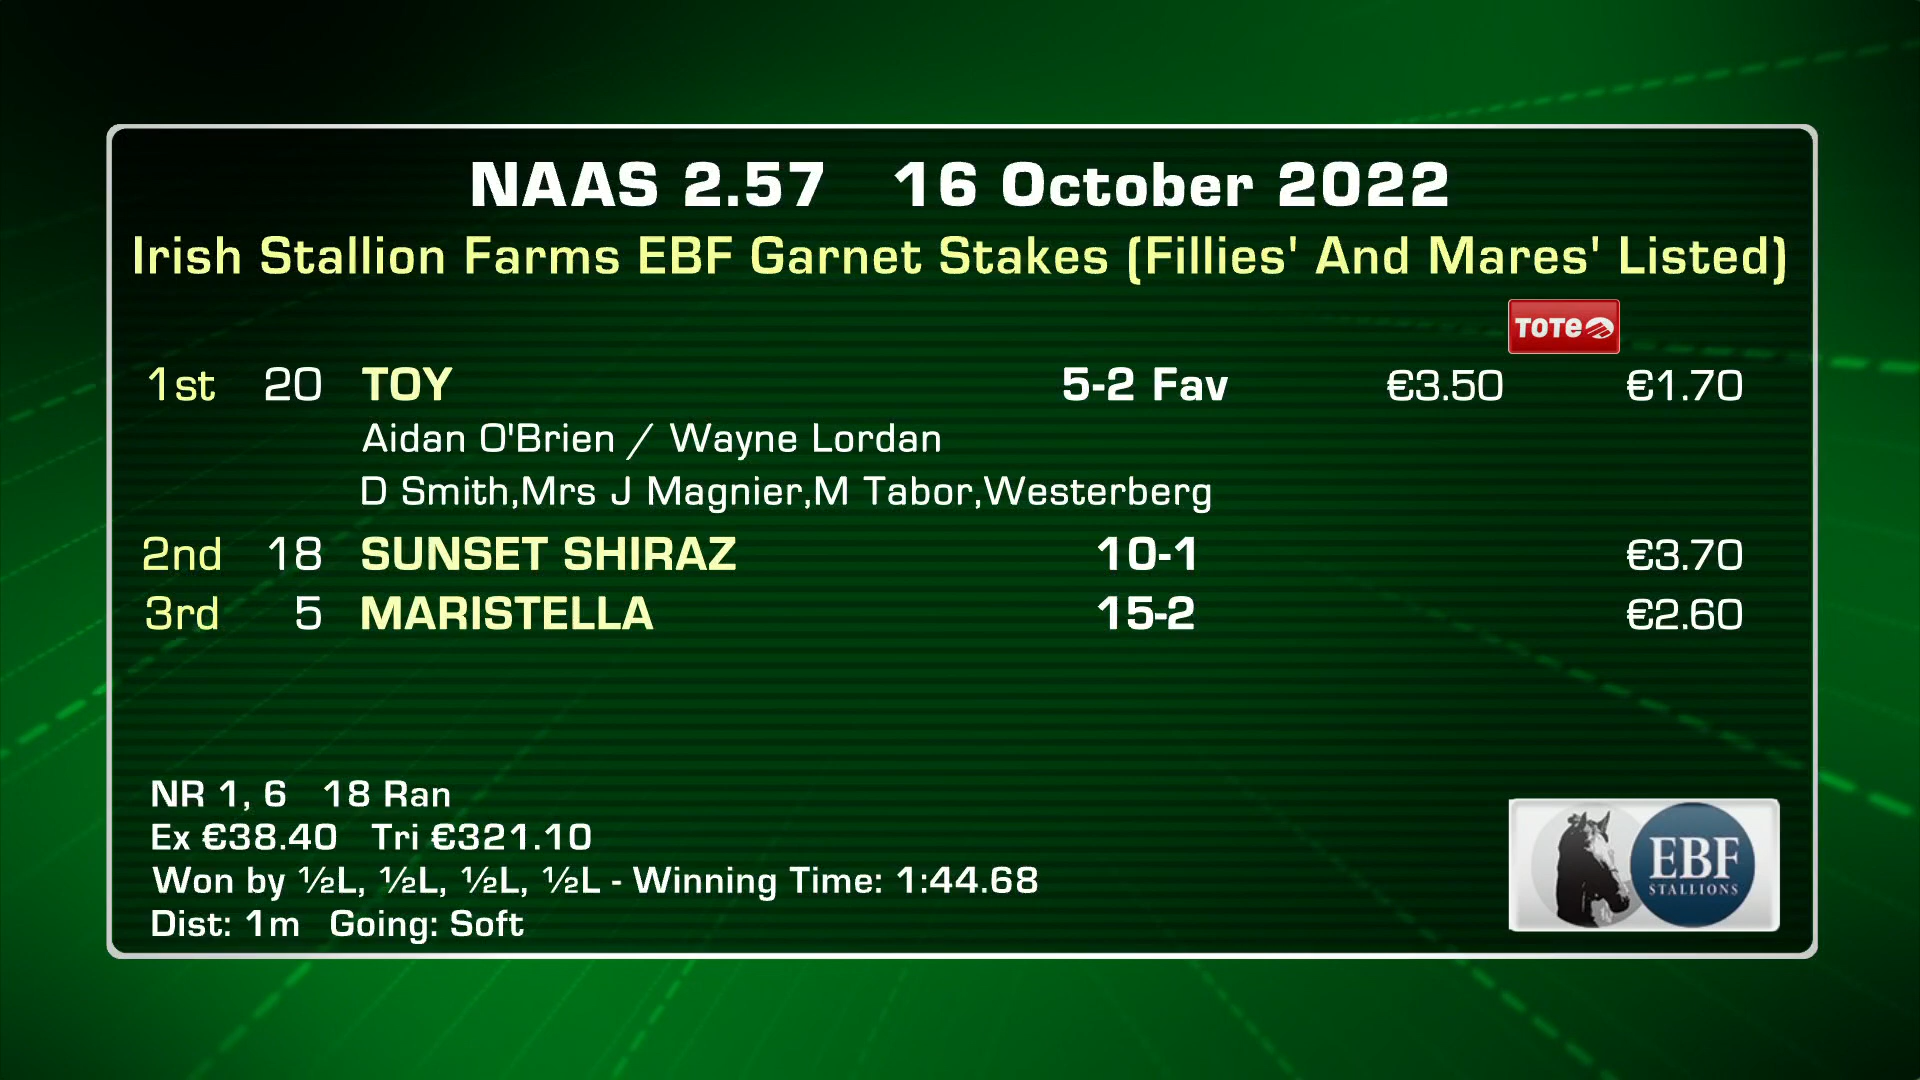 NAAS 2.57 16 October 2022
Irish Stallion Farms EBF Garnet Stakes (Fillies' And Mares' Listed)
TOTE
1st 20 TOY 5-2 Fav €3.50 €1.70
Aidan O'Brien / Wayne Lordan
D Smith,Mrs J Magnier,M Tabor,Westerberg
2nd 18 SUNSET SHIRAZ 10-1 €3.70
3rd 5 MARISTELLA 15-2 €2.60
NR 1, 6 18 Ran
Ex €38.40 Tri €321.10
Won by ½L, ½L, ½L, ½L - Winning Time: 1:44.68
Dist: 1m Going: Soft
EBF
STALLIONS